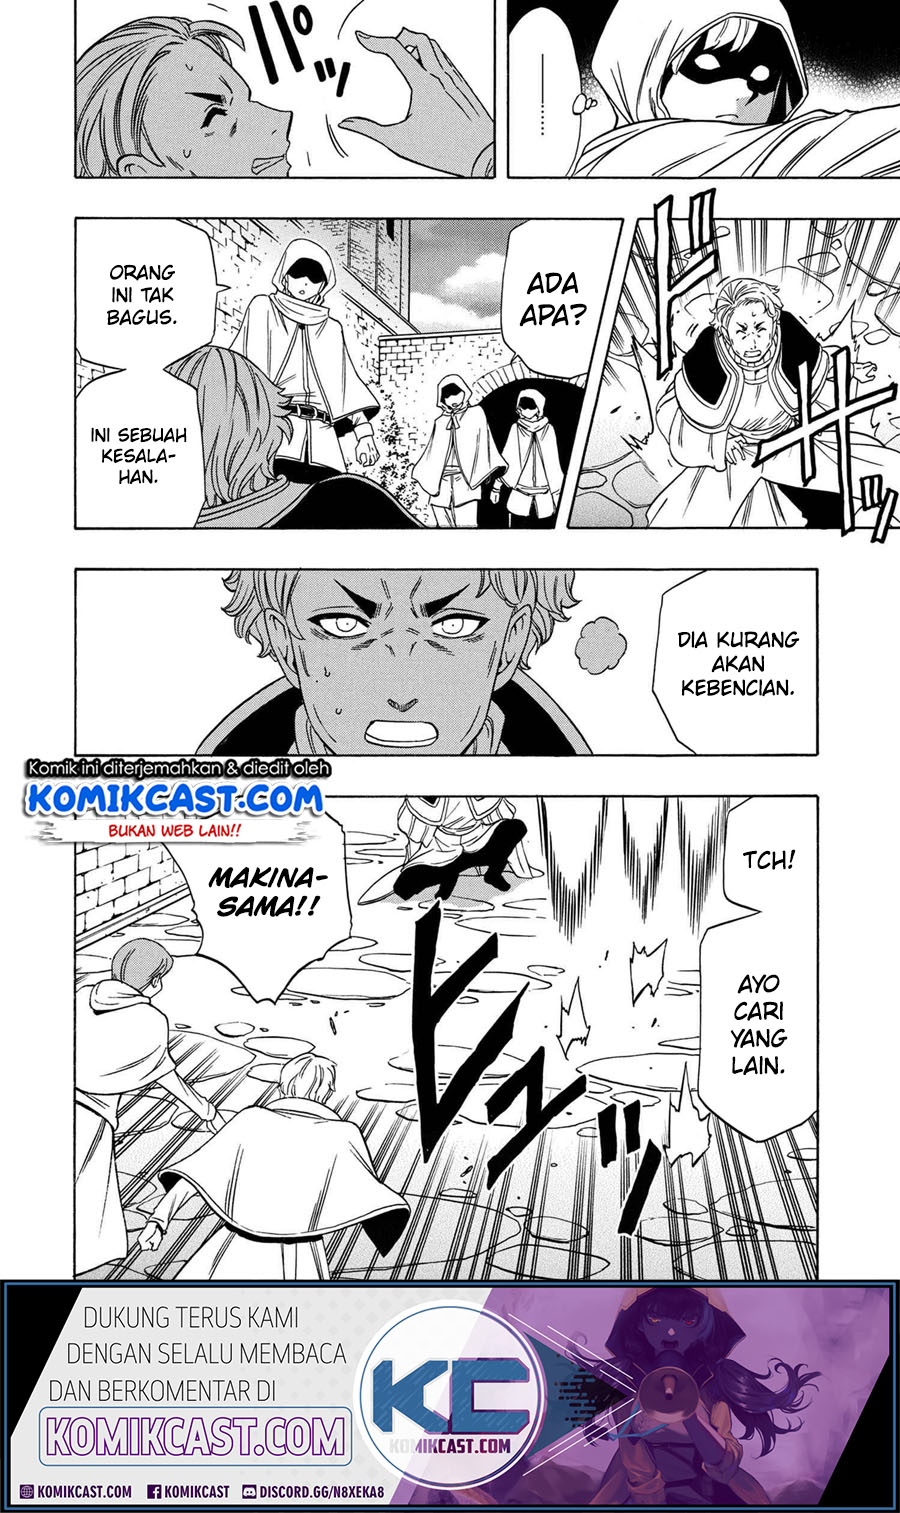 ………
パッ
ドサッ
ADA
APA?
ORANG
INI TAK
BAGUS.
INI SEBUAH
KESALA-
HAN.
DIA KURANG
AKAN
KEBENCIAN.
Komik ini diterjemahkan & diedit oleh
KOMIKCAST.COM
BUKAN WEB LAIN!!
TCH!
AYO
CARI
YANG
LAIN.
MAKINA-
SAMA!!
ビュッ
DUKUNG TERUS KAMI
DENGAN SELALU MEMBACA
DAN BERKOMENTAR DI
KOMIKCAST.COM
KC
KOMIKCAST.COM
KOMIKCAST.COM
KOMIKCAST
DISCORD.GG/N8XEKA8